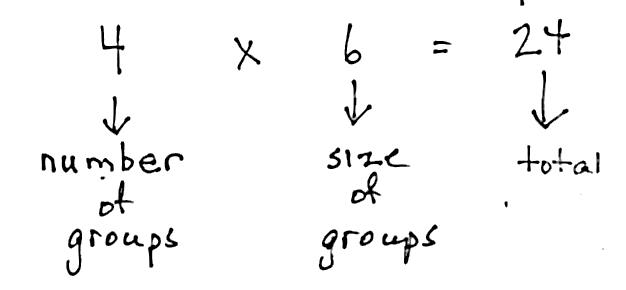 4 x 6 = 24
↓ ↓ ↓
number size total
of of
groups groups